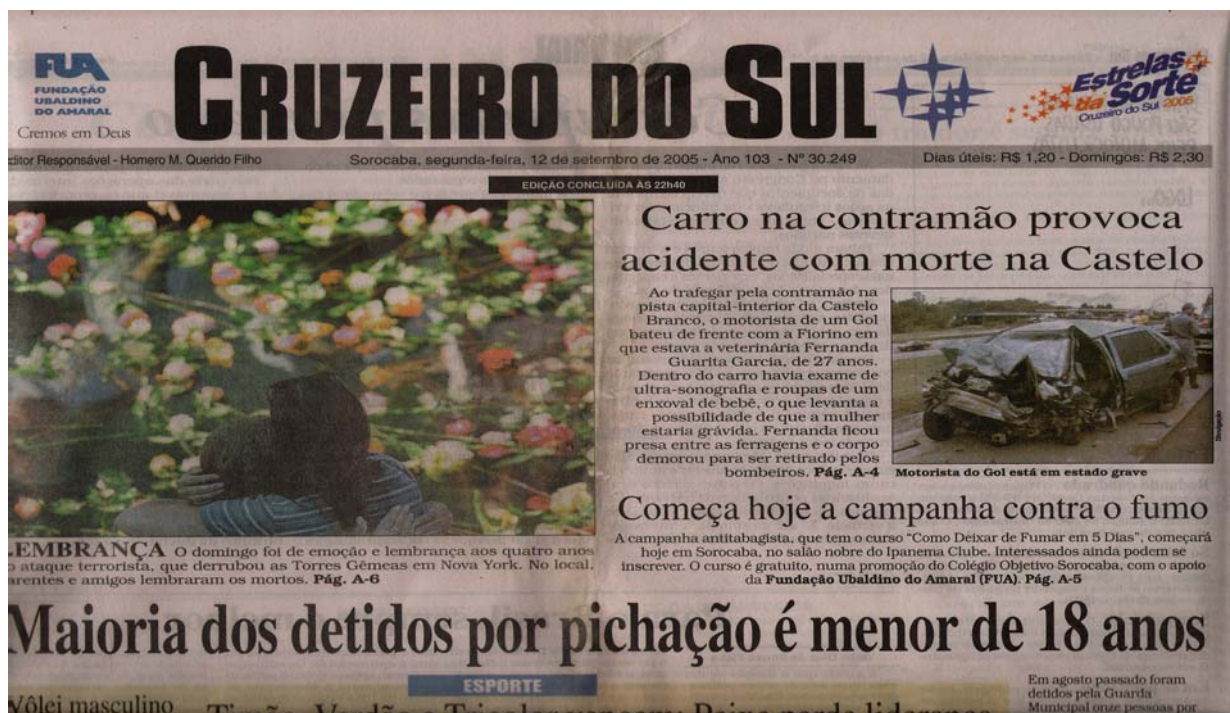 FUA
FUNDAÇÃO
UBALDINO
DO AMARAL
Cremos em Deus
CRUZEIRO DO SUL
Estrelas
da Sorte
Cruzeiro do Sul 2005
ditor Responsável - Homero M. Querido Filho
Sorocaba, segunda-feira, 12 de setembro de 2005 - Ano 103 - Nº 30.249
Dias úteis: R$ 1,20 - Domingos: R$ 2,30
EDIÇÃO CONCLUÍDA ÀS 22h40
LEMBRANÇA O domingo foi de emoção e lembrança aos quatro anos
o ataque terrorista, que derrubou as Torres Gêmeas em Nova York. No local,
arentes e amigos lembraram os mortos. Pág. A-6
Carro na contramão provoca
acidente com morte na Castelo
Ao trafegar pela contramão na
pista capital-interior da Castelo
Branco, o motorista de um Gol
bateu de frente com a Fiorino em
que estava a veterinária Fernanda
Guarita Garcia, de 27 anos.
Dentro do carro havia exame de
ultra-sonografia e roupas de um
enxoval de bebê, o que levanta a
possibilidade de que a mulher
estaria grávida. Fernanda ficou
presa entre as ferragens e o corpo
demorou para ser retirado pelos
bombeiros. Pág. A-4
Divulgação
Motorista do Gol está em estado grave
Começa hoje a campanha contra o fumo
A campanha antitabagista, que tem o curso "Como Deixar de Fumar em 5 Dias", começará
hoje em Sorocaba, no salão nobre do Ipanema Clube. Interessados ainda podem se
inscrever. O curso é gratuito, numa promoção do Colégio Objetivo Sorocaba, com o apoio
da Fundação Ubaldino do Amaral (FUA). Pág. A-5
Maioria dos detidos por pichação é menor de 18 anos
ESPORTE
Vôlei masculino
Em agosto passado foram
detidos pela Guarda
Municipal onze pessoas por